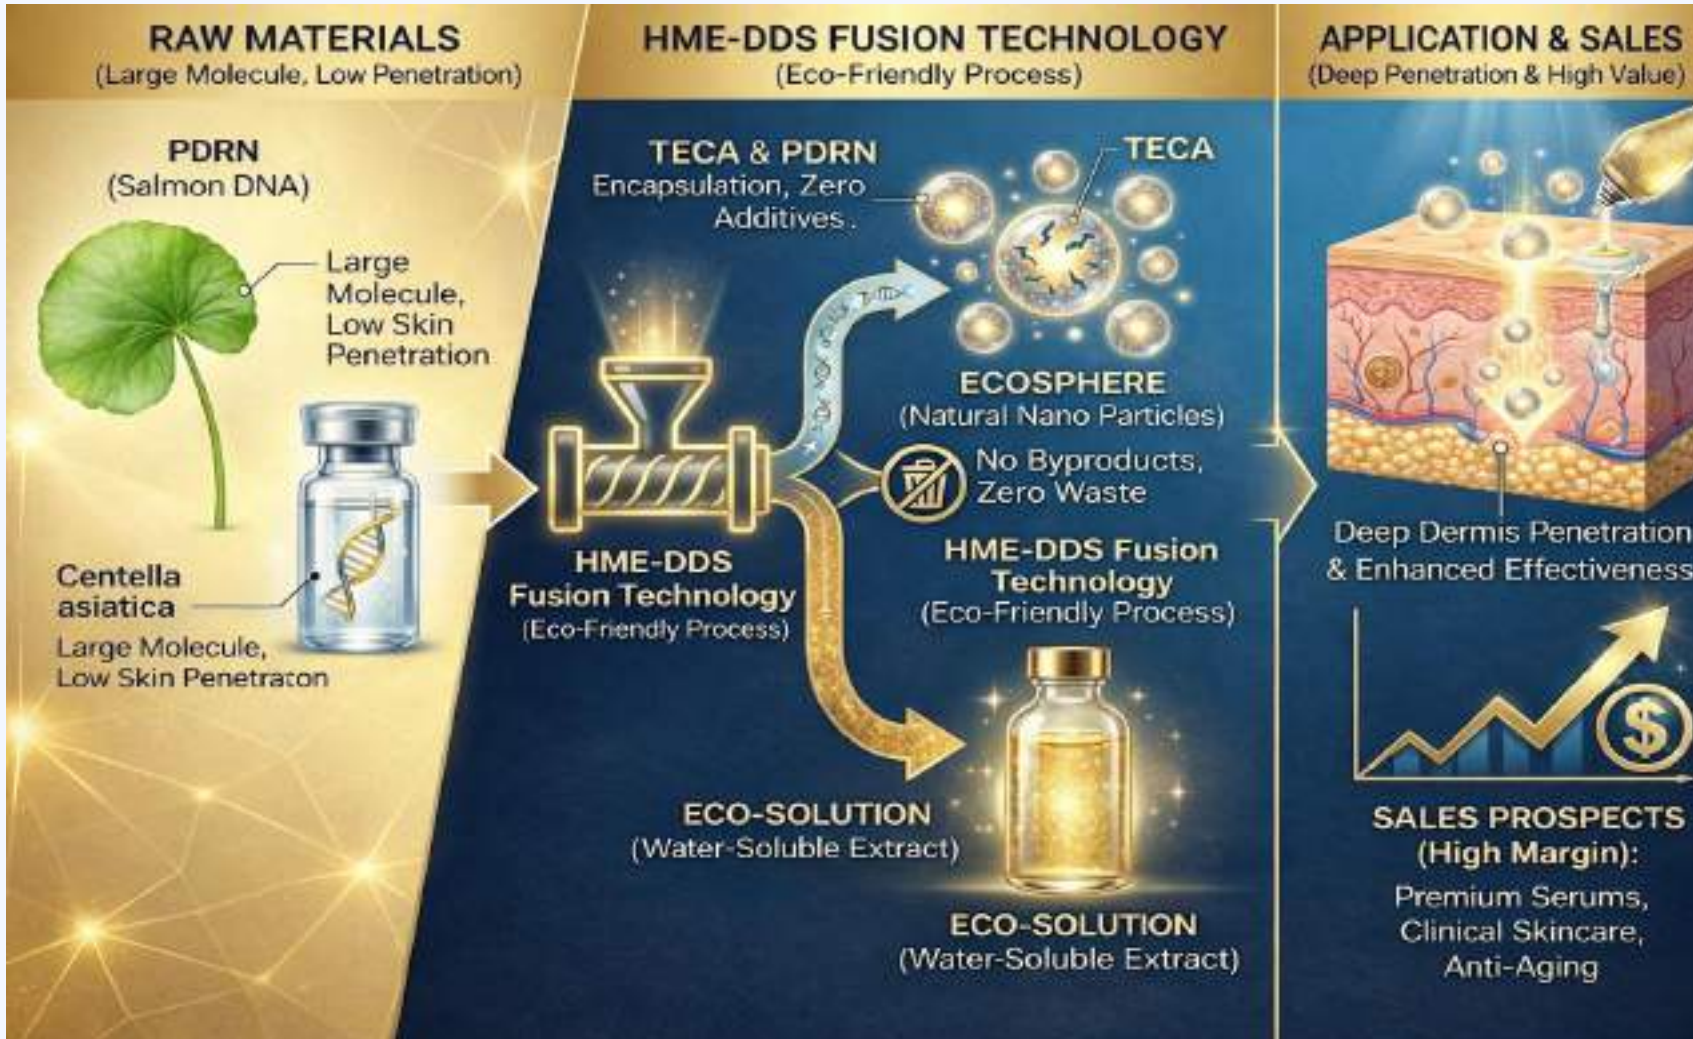 RAW MATERIALS
(Large Molecule, Low Penetration)
PDRN
(Salmon DNA)
Large
Molecule,
Low Skin
Penetration
Centella
asiatica
Large Molecule,
Low Skin Penetraton
HME-DDS FUSION TECHNOLOGY
(Eco-Friendly Process)
TECA & PDRN
Encapsulation, Zero
Additives.
TECA
ECOSPHERE
(Natural Nano Particles)
No Byproducts,
Zero Waste
HME-DDS
Fusion Technology
(Eco-Friendly Process)
HME-DDS Fusion
Technology
(Eco-Friendly Process)
ECO-SOLUTION
(Water-Soluble Extract)
ECO-SOLUTION
(Water-Soluble Extract)
APPLICATION & SALES
(Deep Penetration & High Value)
Deep Dermis Penetration
& Enhanced Effectiveness
$
SALES PROSPECTS
(High Margin):
Premium Serums,
Clinical Skincare,
Anti-Aging